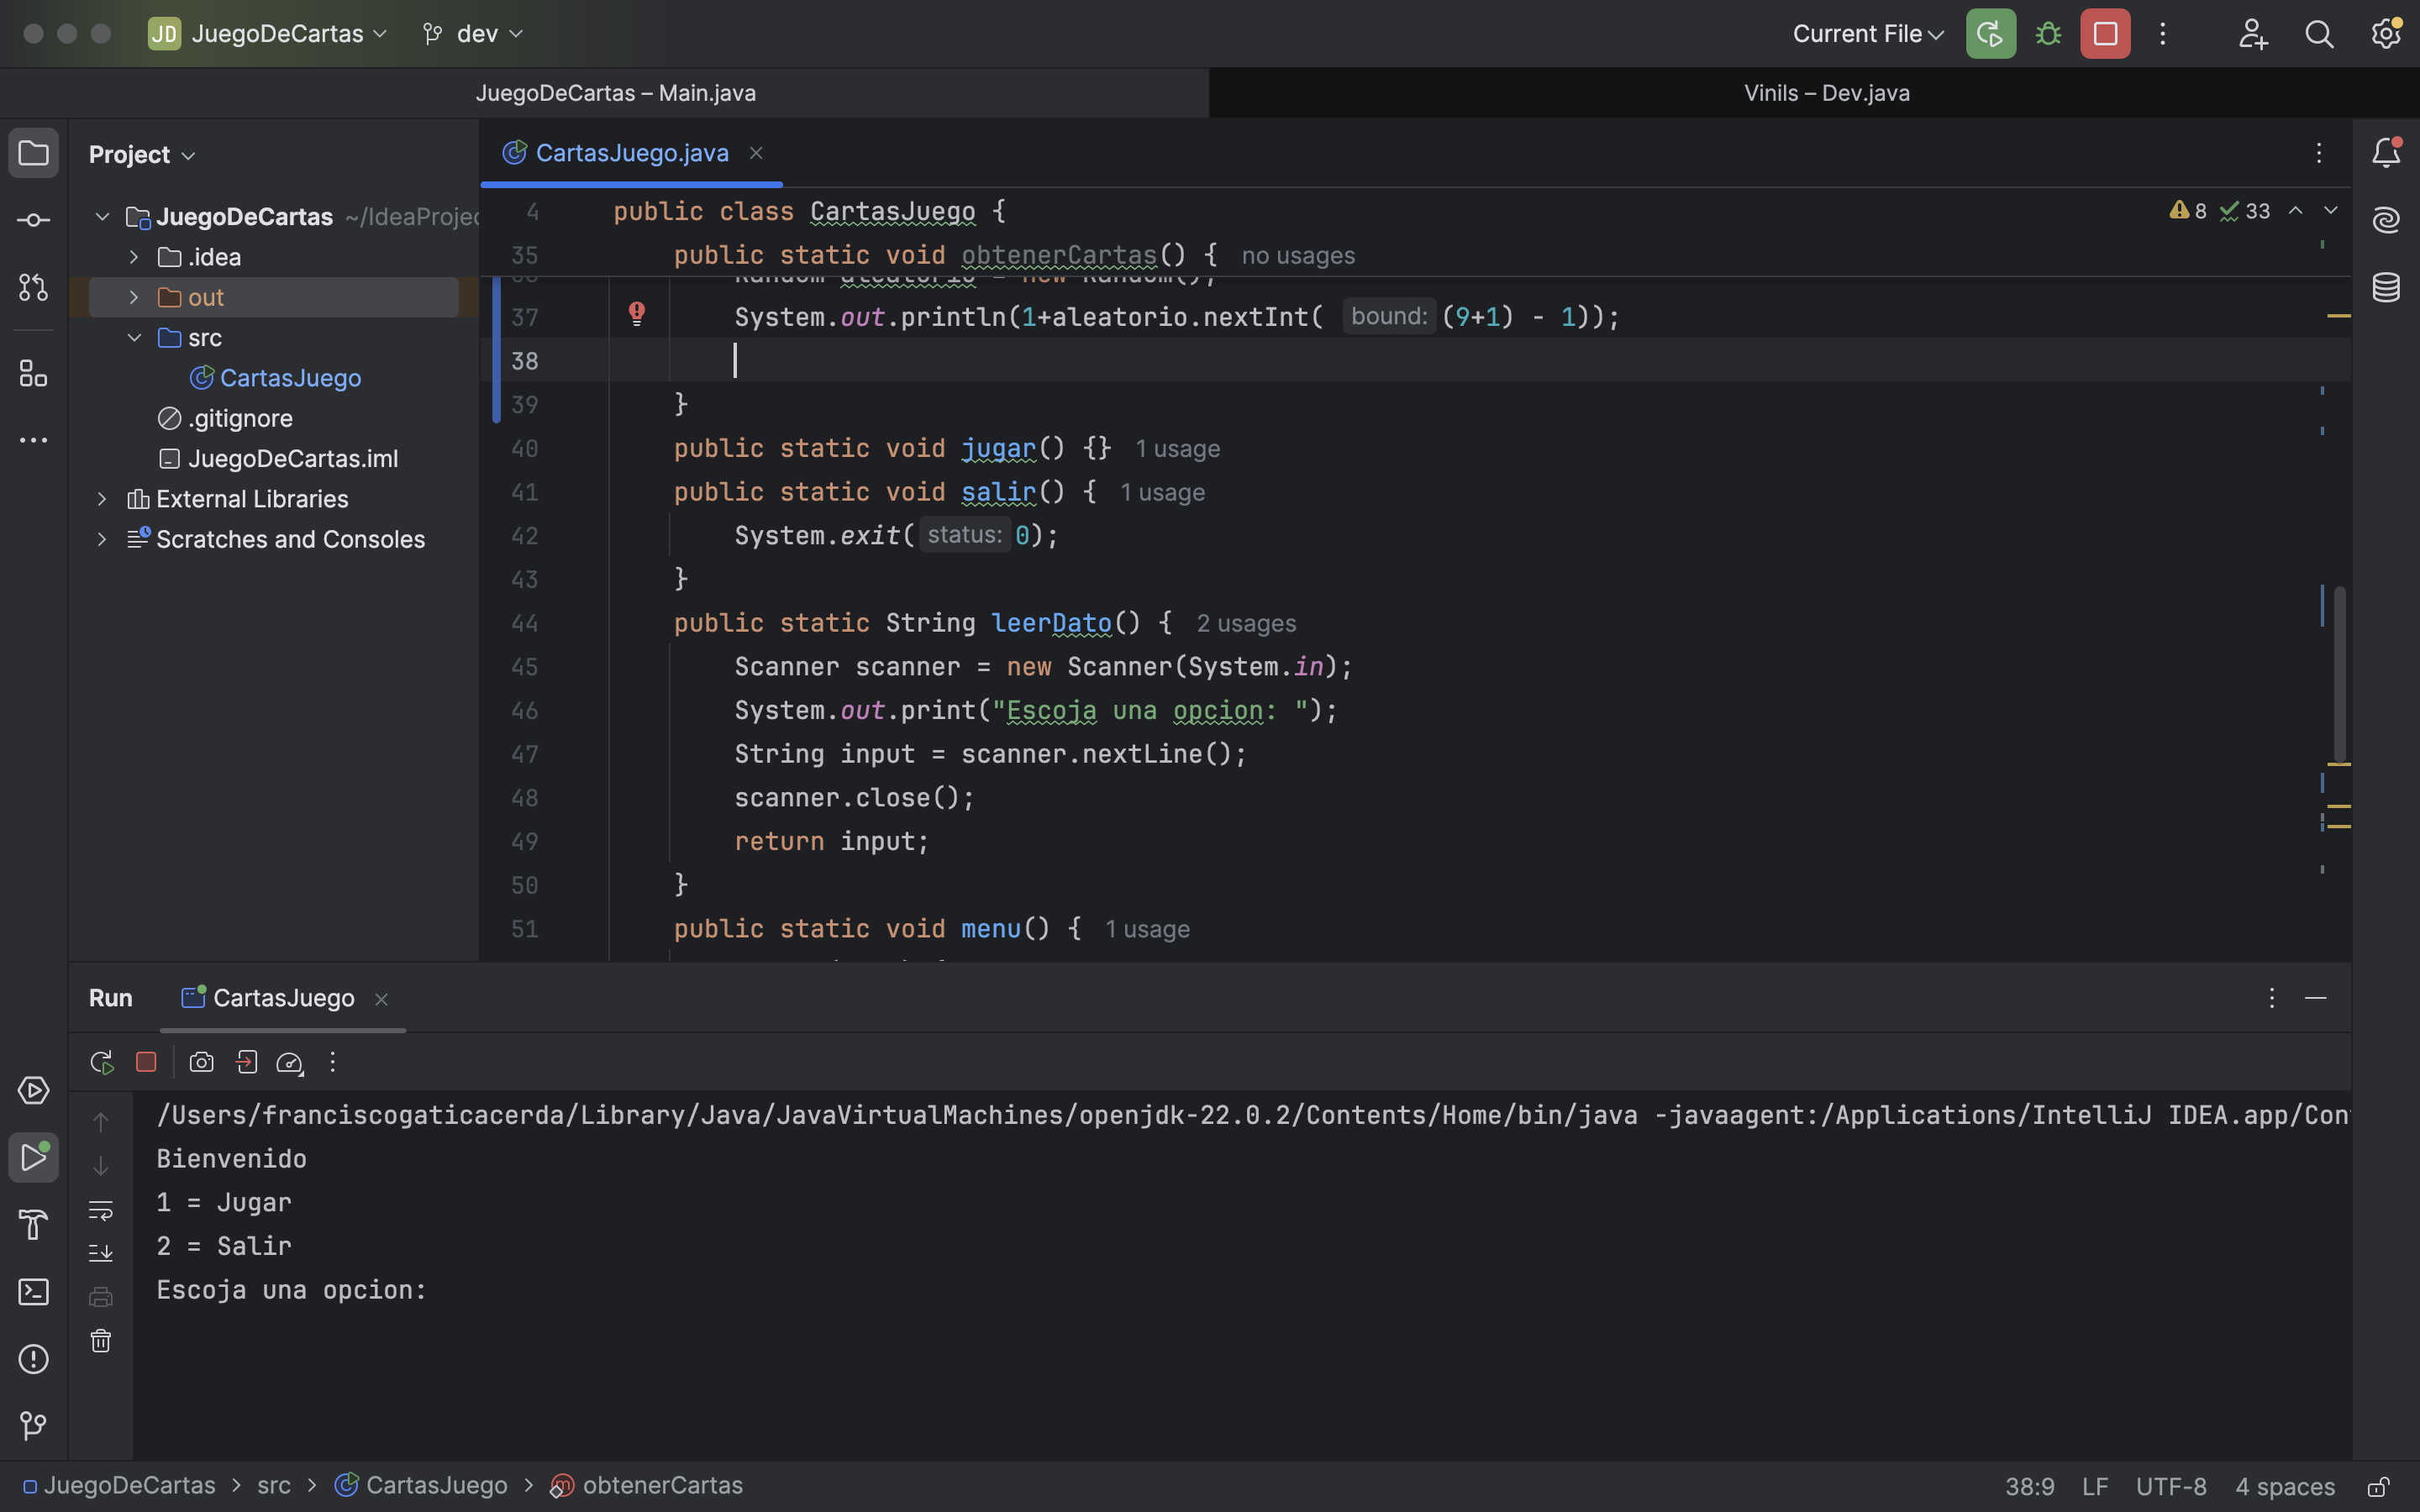 JD JuegoDeCartas dev Current File
JuegoDeCartas – Main.java Vinils – Dev.java
Project
JuegoDeCartas ~/IdeaProjec
.idea
out
src
CartasJuego
.gitignore
JuegoDeCartas.iml
External Libraries
Scratches and Consoles
CartasJuego.java
8 33
4 public class CartasJuego {
35 public static void obtenerCartas() { no usages
Random aleatorio = new Random();
37 System.out.println(1+aleatorio.nextInt( bound: (9+1) - 1));
38
39 }
40 public static void jugar() {} 1 usage
41 public static void salir() { 1 usage
42 System.exit( status: 0);
43 }
44 public static String leerDato() { 2 usages
45 Scanner scanner = new Scanner(System.in);
46 System.out.print("Escoja una opcion: ");
47 String input = scanner.nextLine();
48 scanner.close();
49 return input;
50 }
51 public static void menu() { 1 usage
Run CartasJuego
/Users/franciscogaticacerda/Library/Java/JavaVirtualMachines/openjdk-22.0.2/Contents/Home/bin/java -javaagent:/Applications/IntelliJ IDEA.app/Con
Bienvenido
1 = Jugar
2 = Salir
Escoja una opcion:
JuegoDeCartas > src > CartasJuego > obtenerCartas 38:9 LF UTF-8 4 spaces